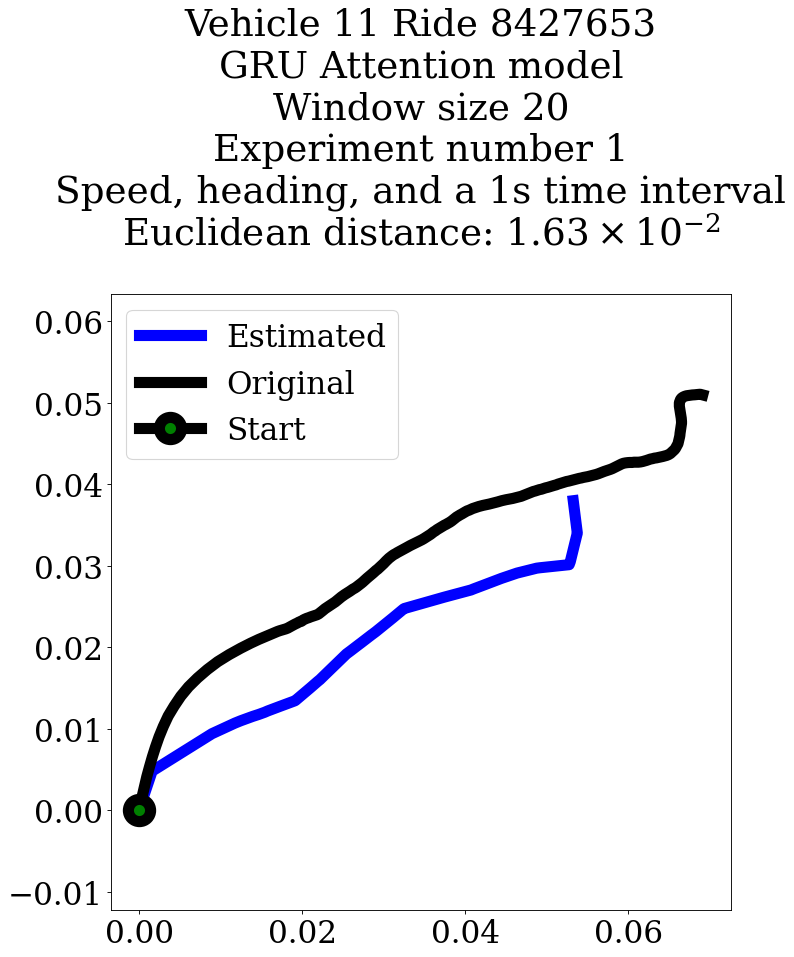 Vehicle 11 Ride 8427653
GRU Attention model
Window size 20
Experiment number 1
Speed, heading, and a 1s time interval
Euclidean distance: 1.63 × 10⁻²
Estimated
Original
Start
0.06
0.05
0.04
0.03
0.02
0.01
0.00
−0.01
0.00 0.02 0.04 0.06